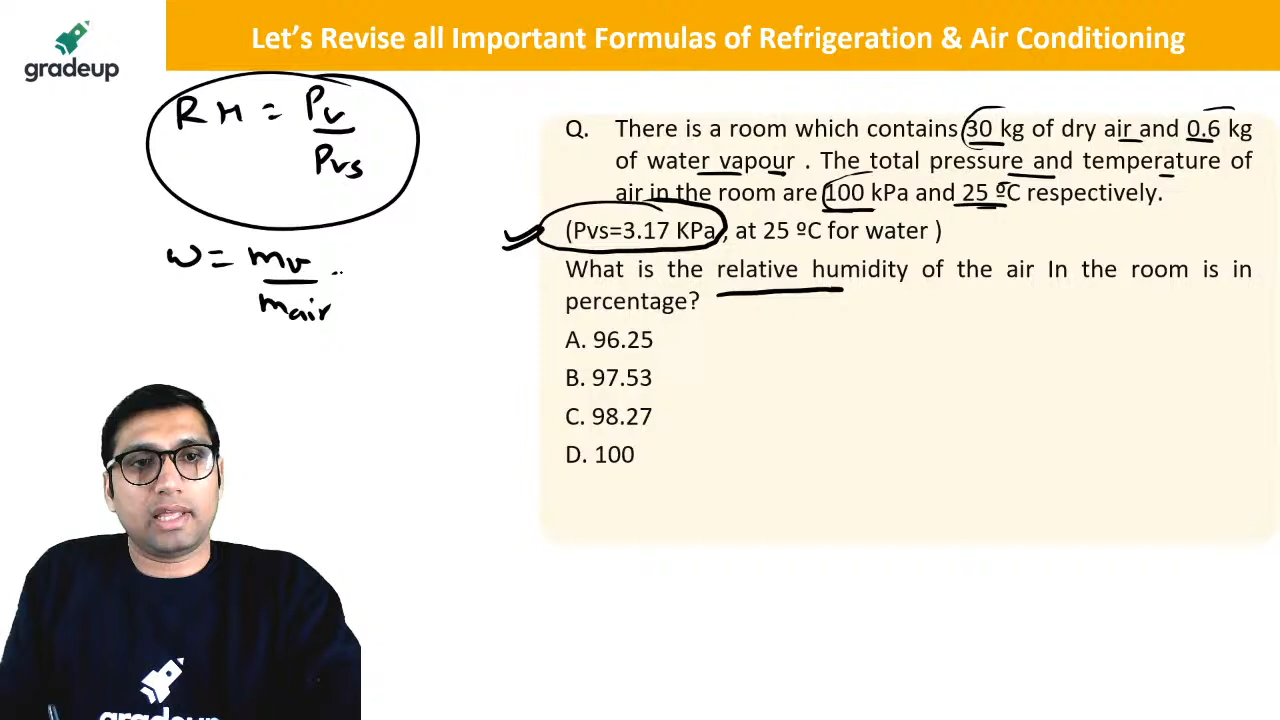 Let's Revise all Important Formulas of Refrigeration & Air Conditioning
gradeup
RH = Pv
Pvs
ω = mv
mair
Q. There is a room which contains 30 kg of dry air and 0.6 kg
of water vapour . The total pressure and temperature of
air in the room are 100 kPa and 25 ºC respectively.
(Pvs=3.17 KPa , at 25 ºC for water )
What is the relative humidity of the air In the room is in
percentage?
A. 96.25
B. 97.53
C. 98.27
D. 100
gradeup